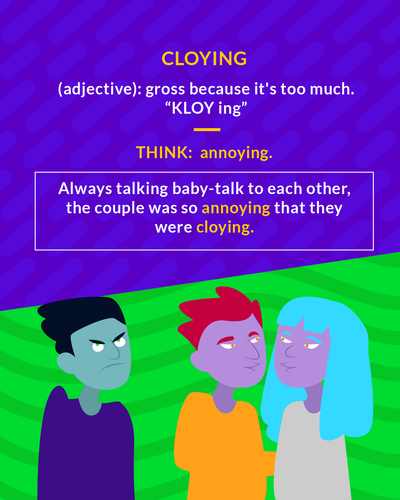 CLOYING
(adjective): gross because it's too much.
“KLOY ing”
THINK: annoying.
Always talking baby-talk to each other,
the couple was so annoying that they
were cloying.